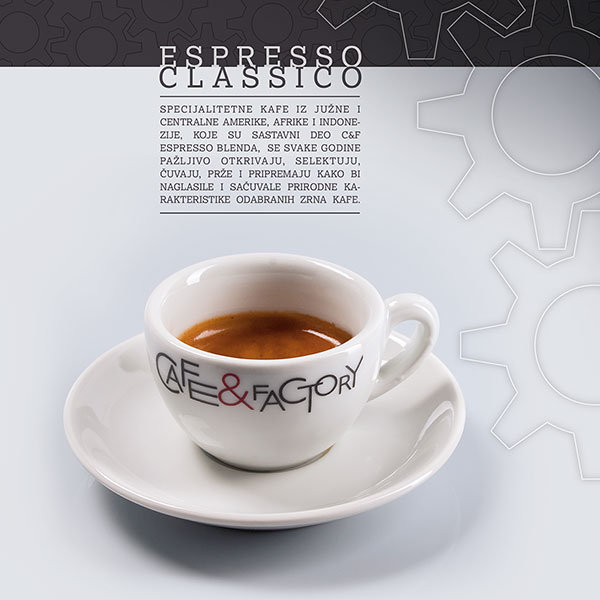 ESPRESSO
CLASSICO
SPECIJALITETNE KAFE IZ JUŽNE I
CENTRALNE AMERIKE, AFRIKE I INDONE-
ZIJE, KOJE SU SASTAVNI DEO C&F
ESPRESSO BLENDA, SE SVAKE GODINE
PAŽLJIVO OTKRIVAJU, SELEKTUJU,
ČUVAJU, PRŽE I PRIPREMAJU KAKO BI
NAGLASILE I SAČUVALE PRIRODNE KA-
RAKTERISTIKE ODABRANIH ZRNA KAFE.
CAFE&FACTORY